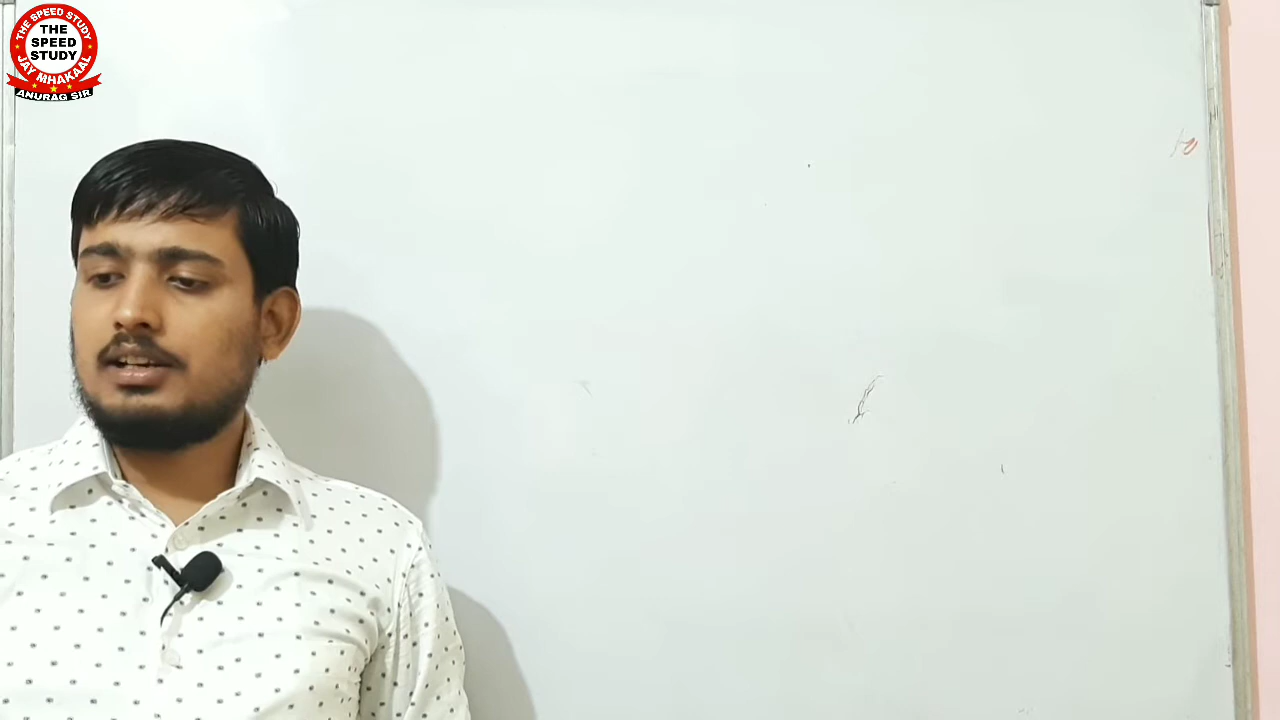 THE SPEED STUDY
THE
SPEED
STUDY
JAY MHAKAAL
ANURAG SIR